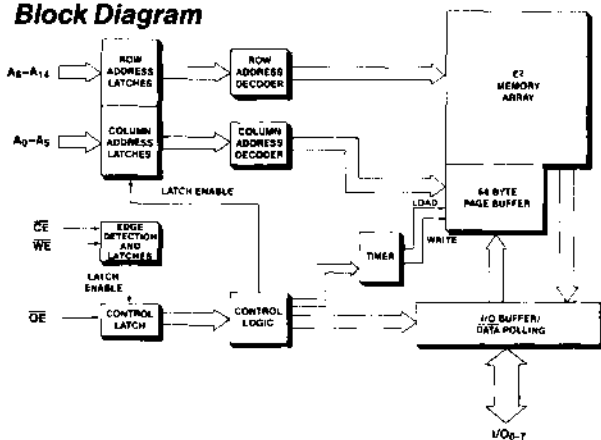 Block Diagram
A6–A14
ROW
ADDRESS
LATCHES
ROW
ADDRESS
DECODER
E2
MEMORY
ARRAY
A0–A5
COLUMN
ADDRESS
LATCHES
COLUMN
ADDRESS
DECODER
64 BYTE
PAGE BUFFER
LATCH ENABLE
LOAD
WRITE
CE
WE
EDGE
DETECTION
AND
LATCHES
TIMER
LATCH
ENABLE
OE
CONTROL
LATCH
CONTROL
LOGIC
I/O BUFFER/
DATA POLLING
I/O0-7